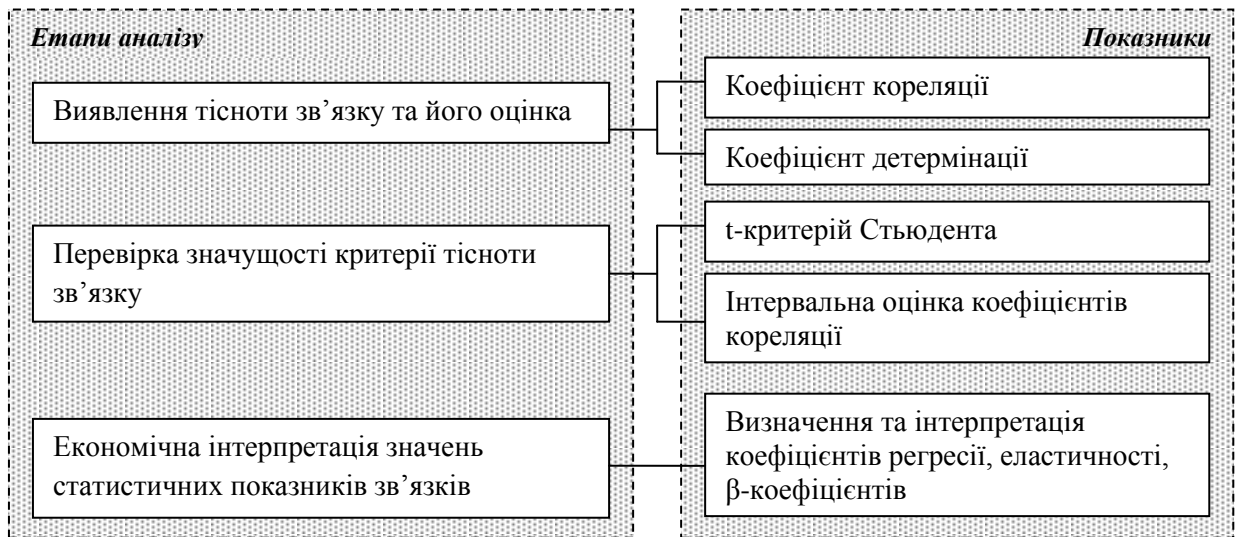 Етапи аналізу
Показники
Виявлення тісноти зв’язку та його оцінка
Коефіцієнт кореляції
Коефіцієнт детермінації
Перевірка значущості критерії тісноти
зв’язку
t-критерій Стьюдента
Інтервальна оцінка коефіцієнтів
кореляції
Економічна інтерпретація значень
статистичних показників зв’язків
Визначення та інтерпретація
коефіцієнтів регресії, еластичності,
β-коефіцієнтів